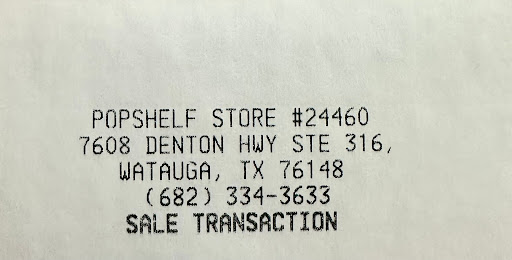 POPSHELF STORE #24460
7608 DENTON HWY STE 316,
WATAUGA, TX 76148
(682) 334-3633
SALE TRANSACTION